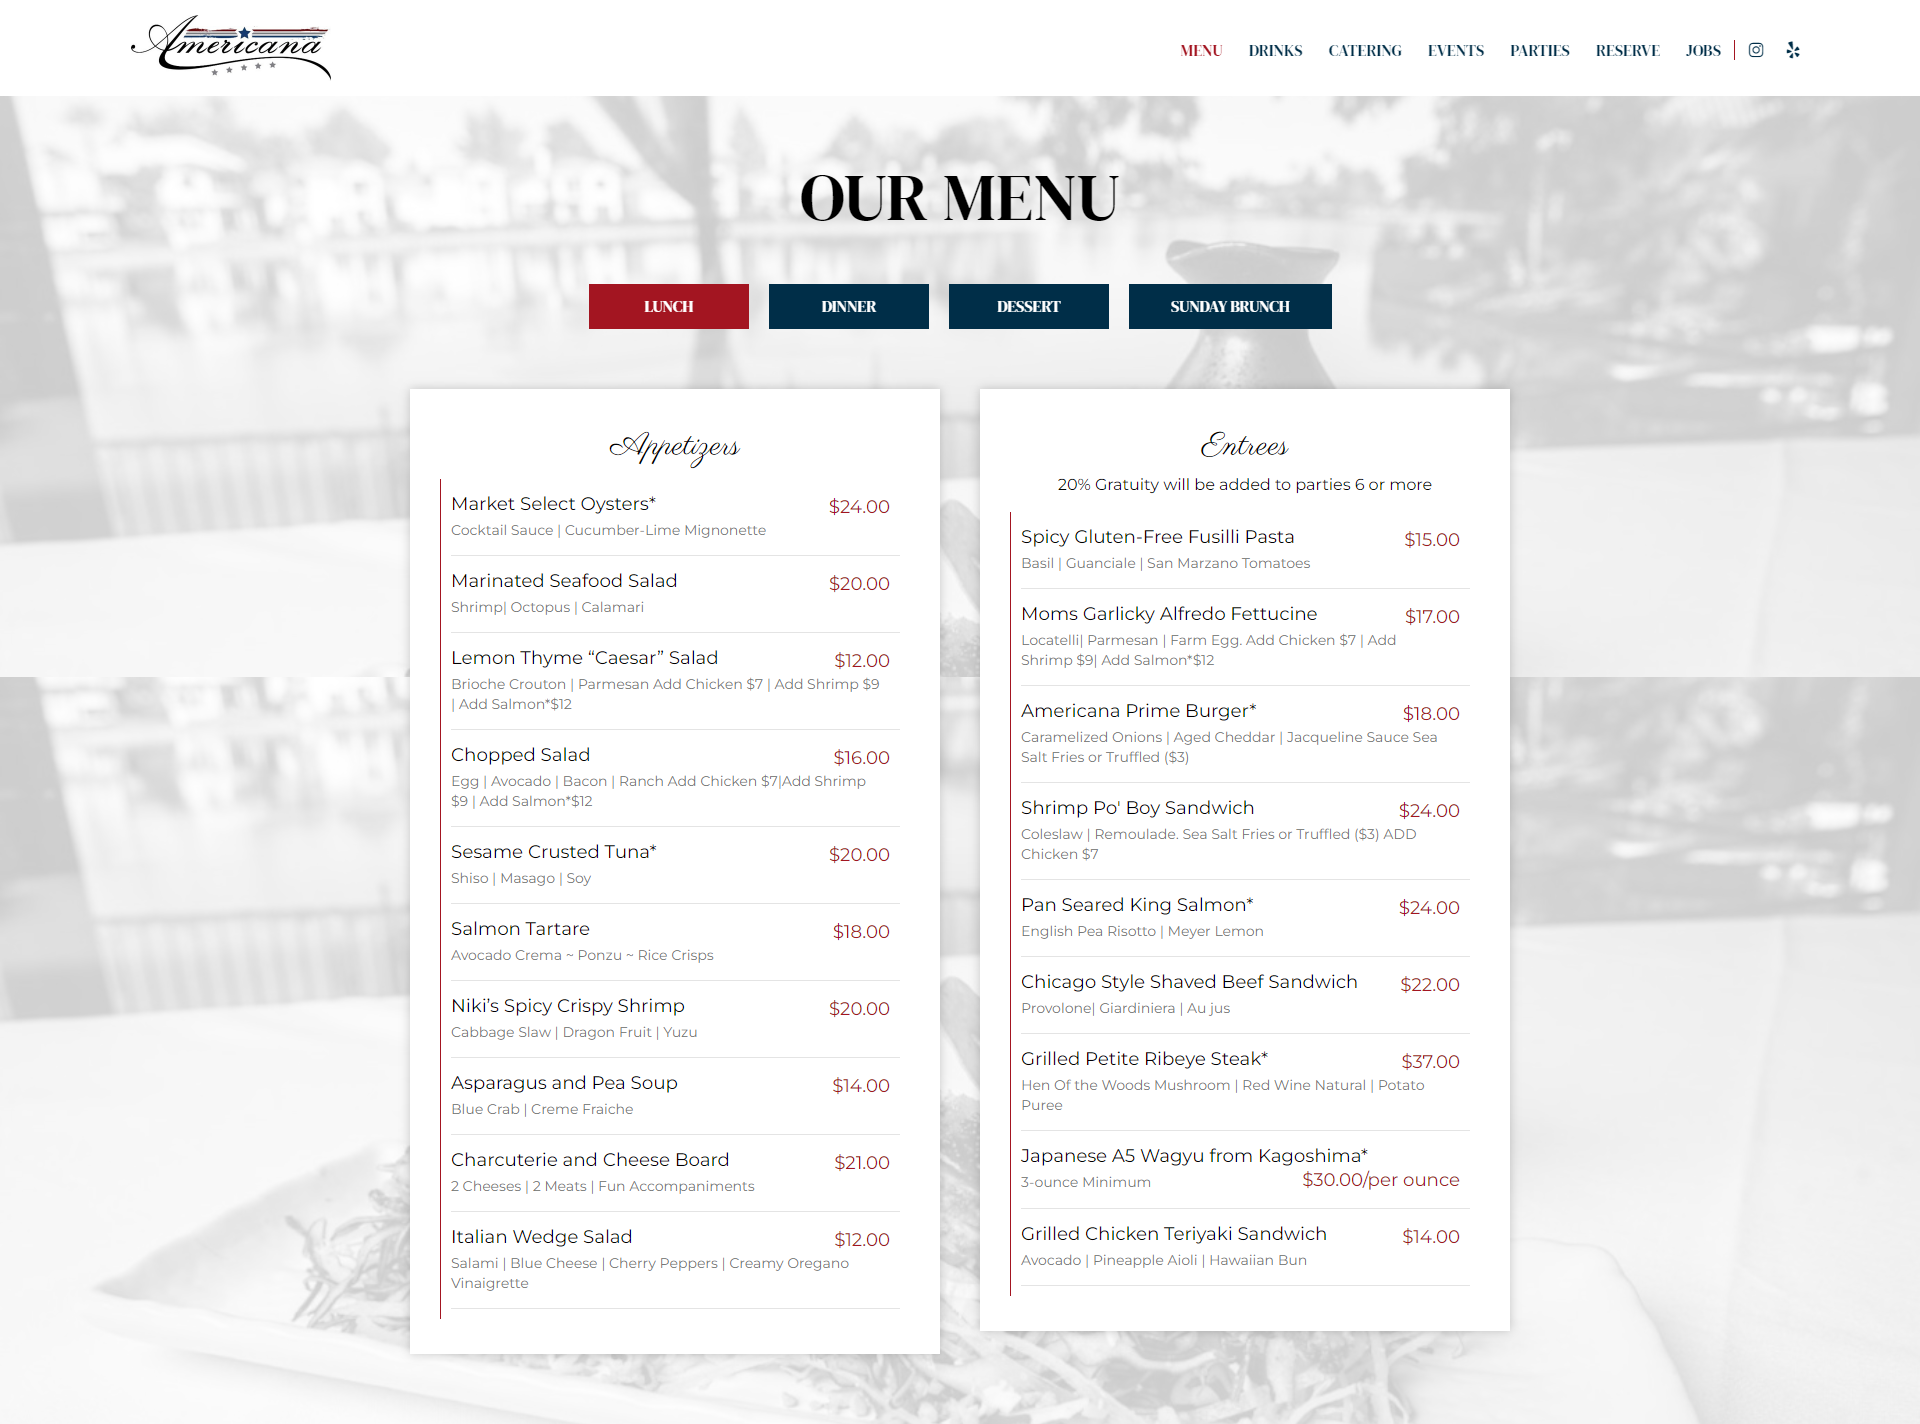 Americana
MENU DRINKS CATERING EVENTS PARTIES RESERVE JOBS
OUR MENU
LUNCH DINNER DESSERT SUNDAY BRUNCH
Appetizers
Market Select Oysters* $24.00
Cocktail Sauce | Cucumber-Lime Mignonette
Marinated Seafood Salad $20.00
Shrimp| Octopus | Calamari
Lemon Thyme “Caesar” Salad $12.00
Brioche Crouton | Parmesan Add Chicken $7 | Add Shrimp $9
| Add Salmon*$12
Chopped Salad $16.00
Egg | Avocado | Bacon | Ranch Add Chicken $7|Add Shrimp
$9 | Add Salmon*$12
Sesame Crusted Tuna* $20.00
Shiso | Masago | Soy
Salmon Tartare $18.00
Avocado Crema ~ Ponzu ~ Rice Crisps
Niki’s Spicy Crispy Shrimp $20.00
Cabbage Slaw | Dragon Fruit | Yuzu
Asparagus and Pea Soup $14.00
Blue Crab | Creme Fraiche
Charcuterie and Cheese Board $21.00
2 Cheeses | 2 Meats | Fun Accompaniments
Italian Wedge Salad $12.00
Salami | Blue Cheese | Cherry Peppers | Creamy Oregano
Vinaigrette
Entrees
20% Gratuity will be added to parties 6 or more
Spicy Gluten-Free Fusilli Pasta $15.00
Basil | Guanciale | San Marzano Tomatoes
Moms Garlicky Alfredo Fettucine $17.00
Locatelli| Parmesan | Farm Egg. Add Chicken $7 | Add
Shrimp $9| Add Salmon*$12
Americana Prime Burger* $18.00
Caramelized Onions | Aged Cheddar | Jacqueline Sauce Sea
Salt Fries or Truffled ($3)
Shrimp Po' Boy Sandwich $24.00
Coleslaw | Remoulade. Sea Salt Fries or Truffled ($3) ADD
Chicken $7
Pan Seared King Salmon* $24.00
English Pea Risotto | Meyer Lemon
Chicago Style Shaved Beef Sandwich $22.00
Provolone| Giardiniera | Au jus
Grilled Petite Ribeye Steak* $37.00
Hen Of the Woods Mushroom | Red Wine Natural | Potato
Puree
Japanese A5 Wagyu from Kagoshima*
3-ounce Minimum $30.00/per ounce
Grilled Chicken Teriyaki Sandwich $14.00
Avocado | Pineapple Aioli | Hawaiian Bun